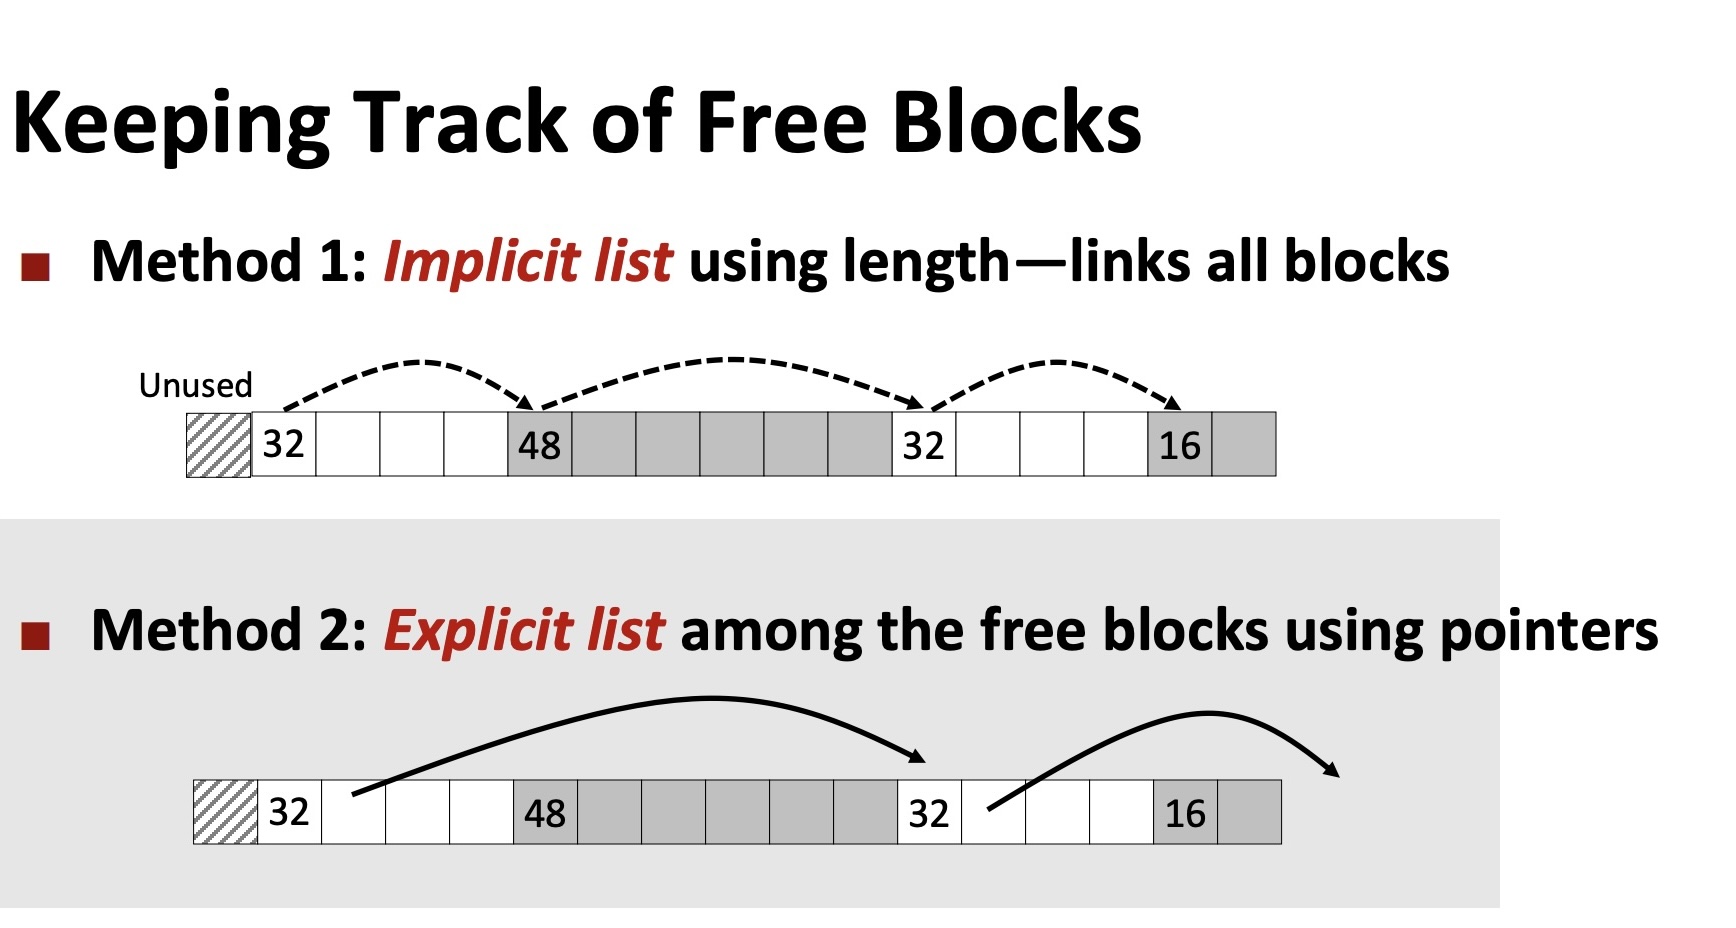 Keeping Track of Free Blocks
■ Method 1: Implicit list using length—links all blocks
Unused
32 48 32 16
■ Method 2: Explicit list among the free blocks using pointers
32 48 32 16